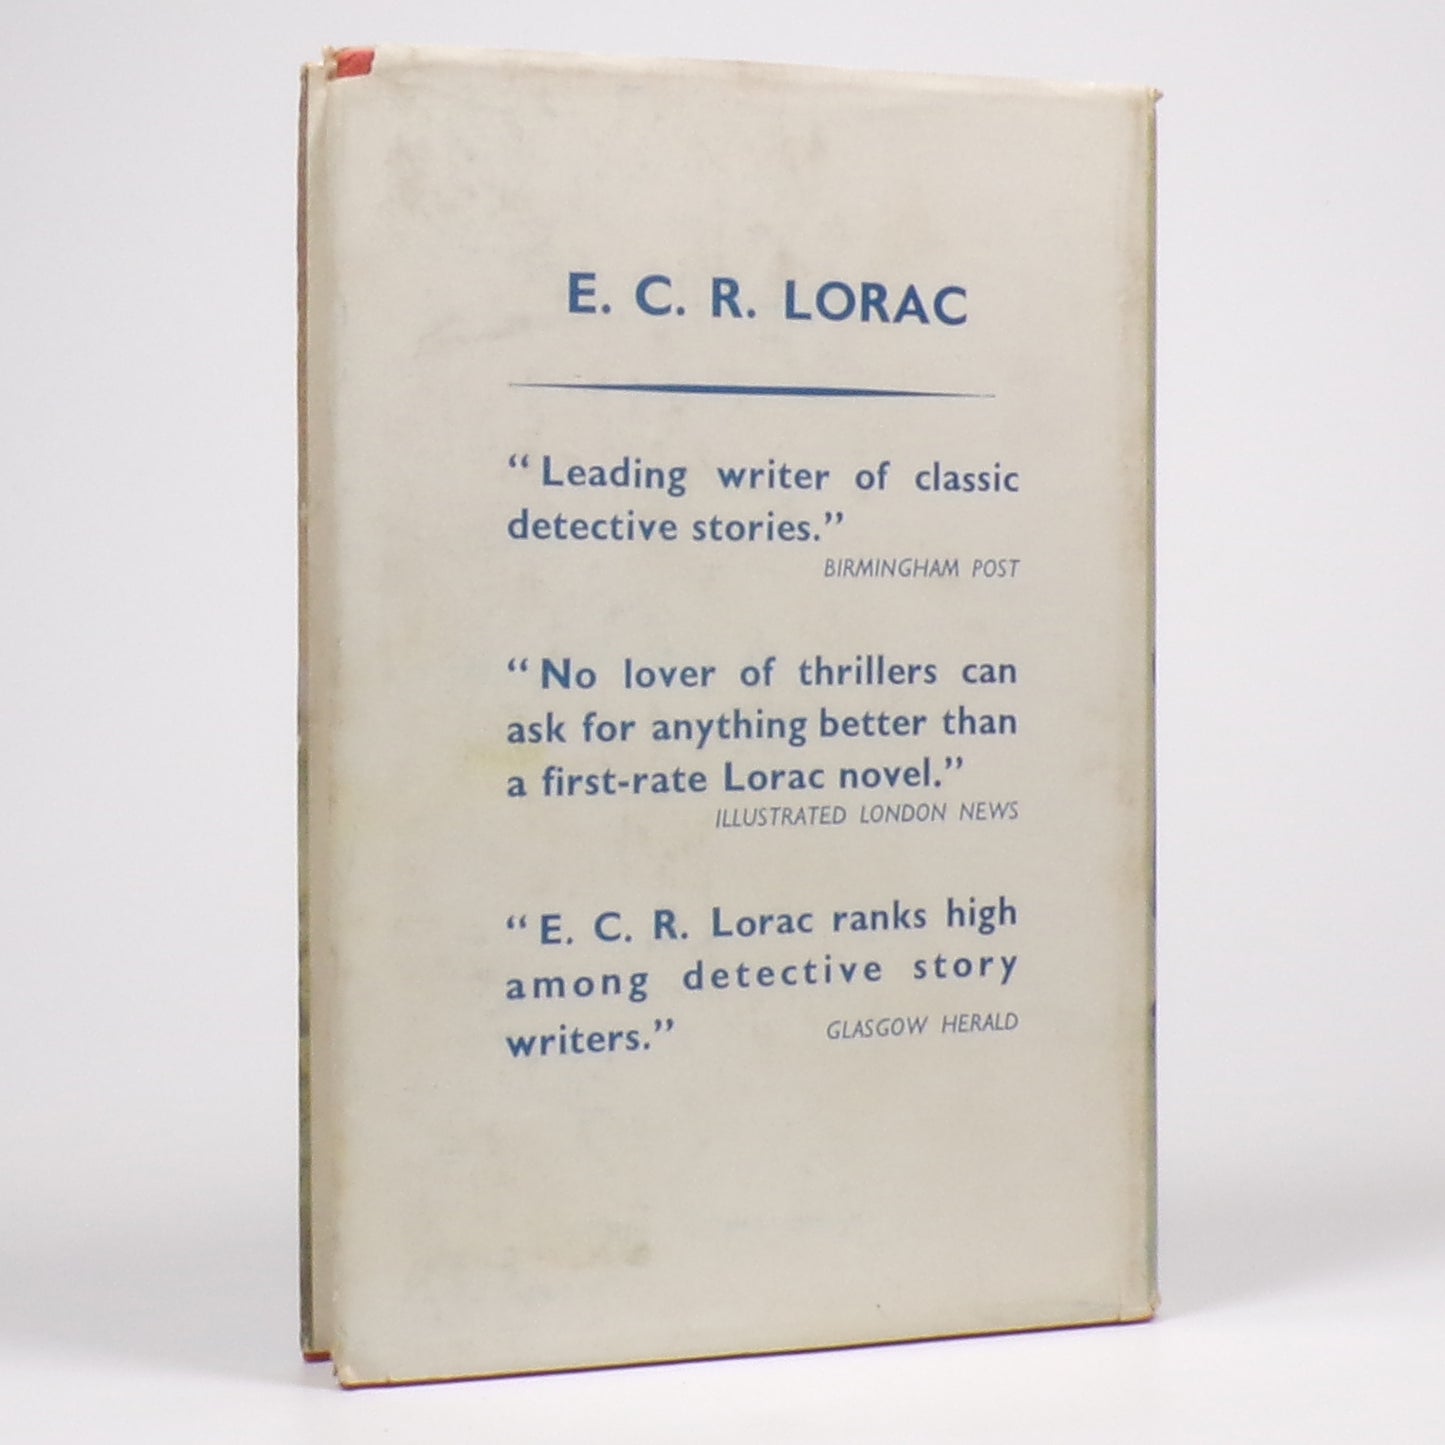 E. C. R. LORAC
“Leading writer of classic
detective stories.”
BIRMINGHAM POST
“No lover of thrillers can
ask for anything better than
a first-rate Lorac novel.”
ILLUSTRATED LONDON NEWS
“E. C. R. Lorac ranks high
among detective story
writers.” GLASGOW HERALD